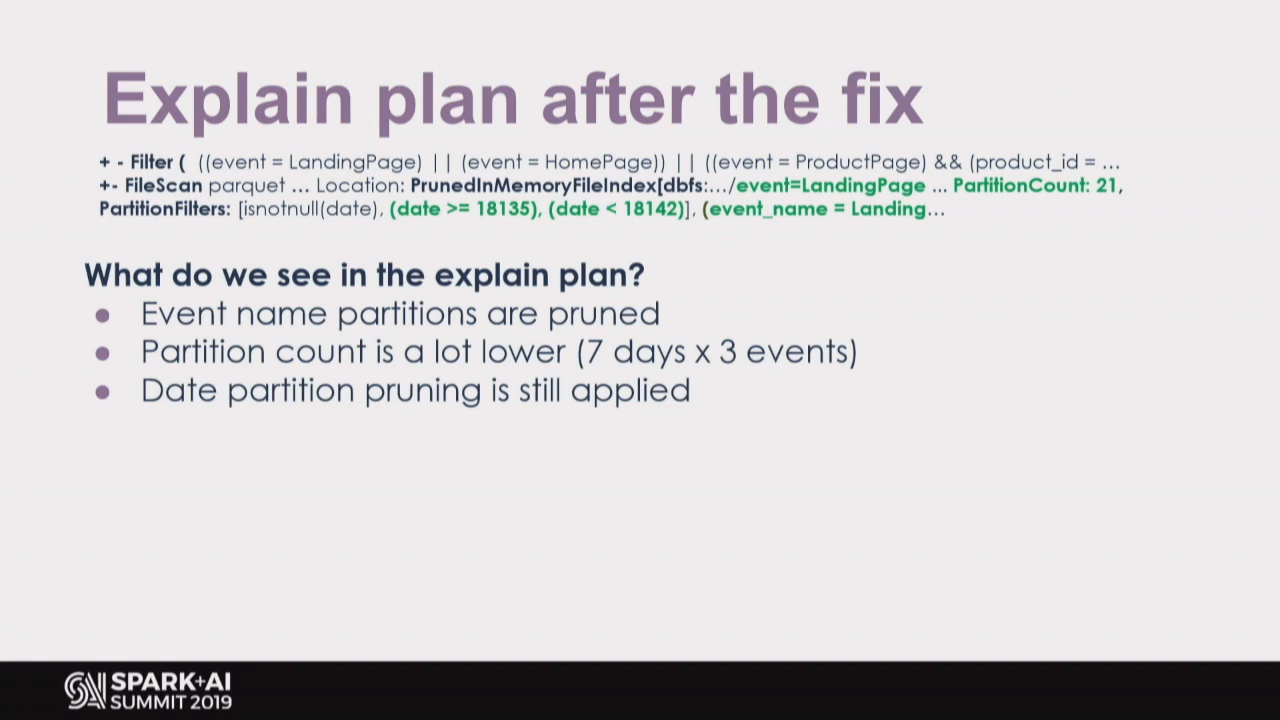 Explain plan after the fix
+ - Filter ( ((event = LandingPage) || (event = HomePage)) || ((event = ProductPage) && (product_id = …
+- FileScan parquet … Location: PrunedInMemoryFileIndex[dbfs:…/event=LandingPage … PartitionCount: 21,
PartitionFilters: [isnotnull(date), (date >= 18135), (date < 18142)], (event_name = Landing…
What do we see in the explain plan?
● Event name partitions are pruned
● Partition count is a lot lower (7 days x 3 events)
● Date partition pruning is still applied
SPARK+AI
SUMMIT 2019